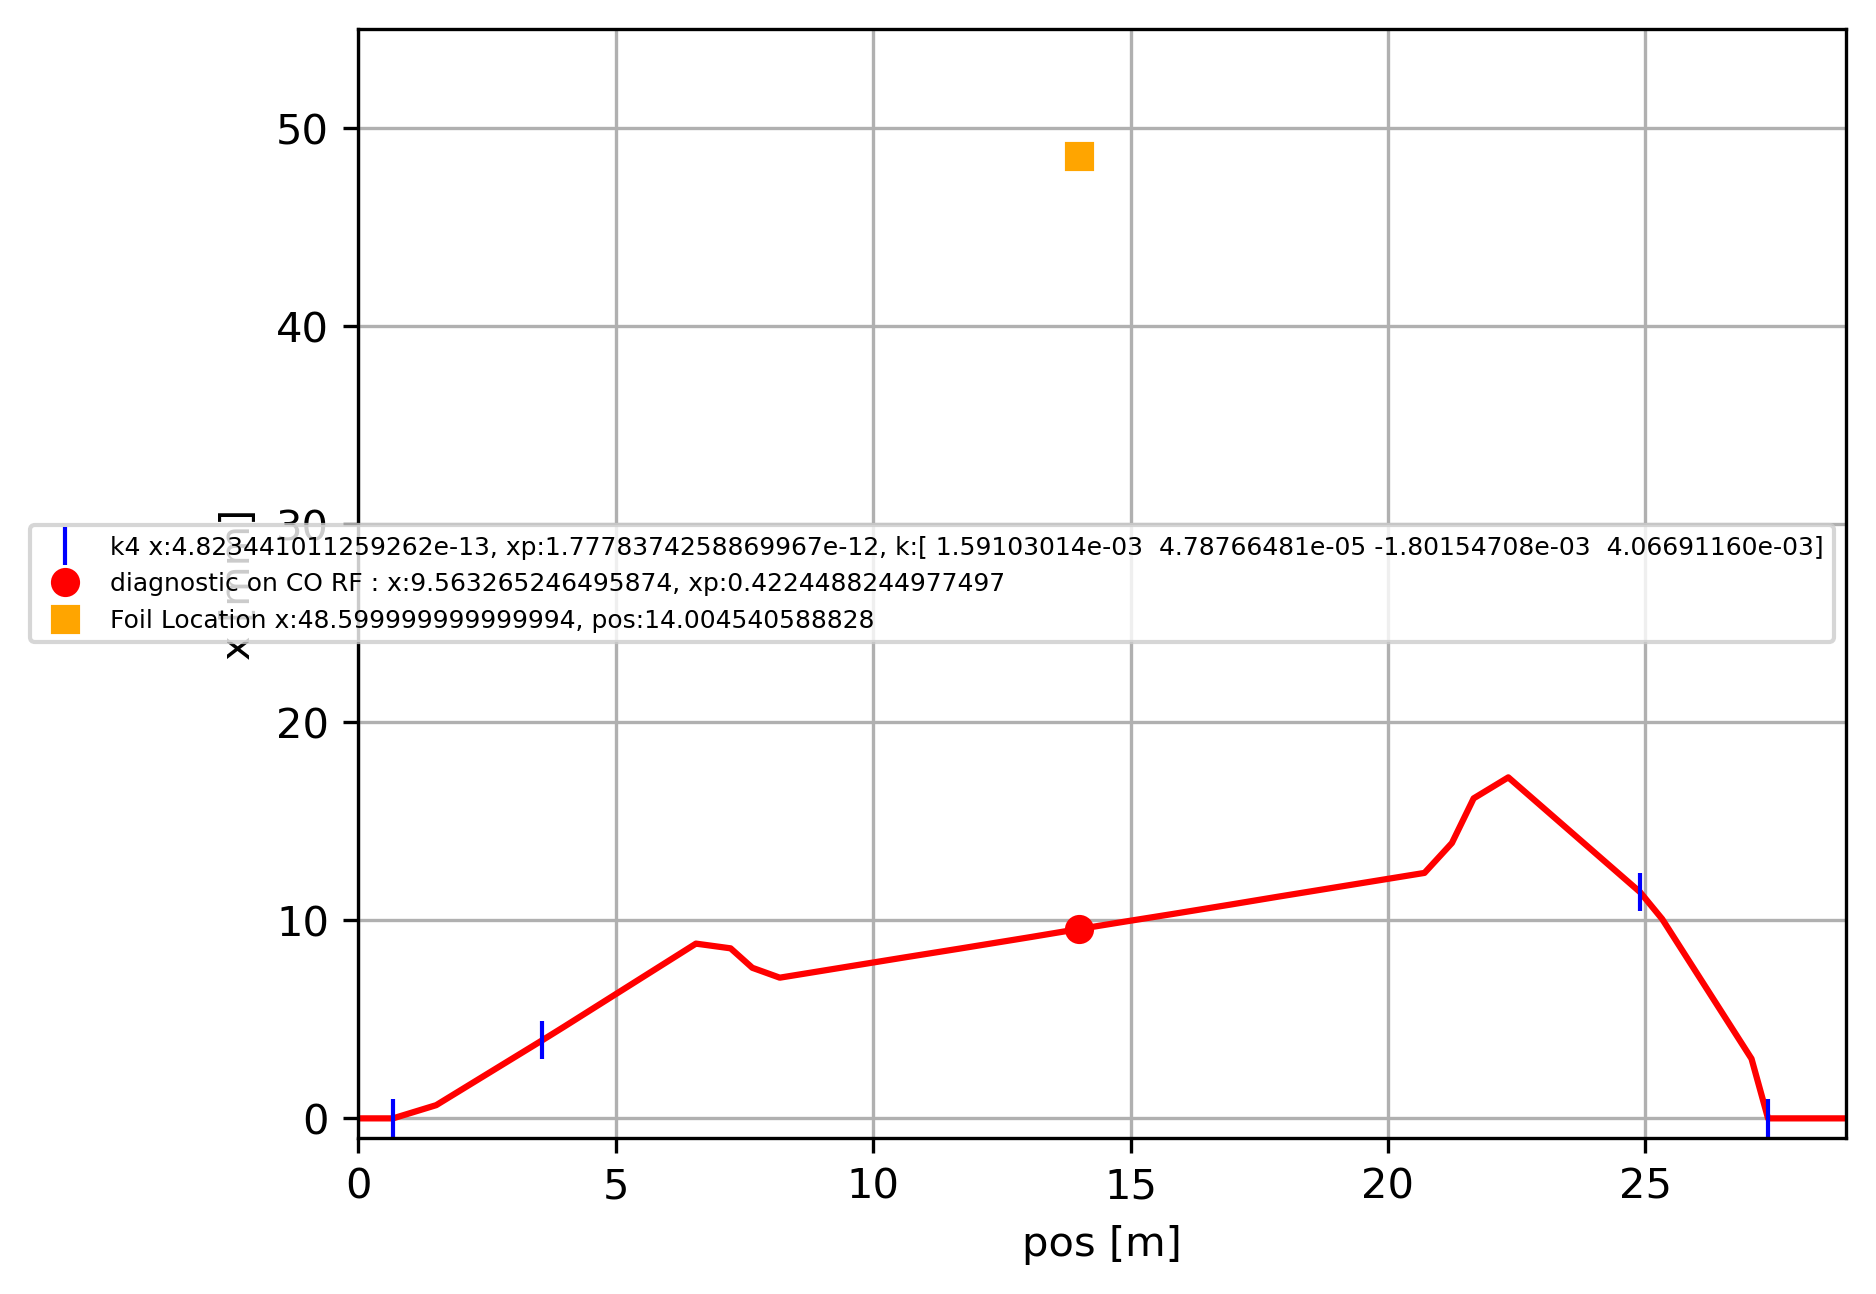 50
40
30
20
10
0
x [mm]
k4 x:4.823441011259262e-13, xp:1.7778374258869967e-12, k:[ 1.59103014e-03  4.78766481e-05 -1.80154708e-03  4.06691160e-03]
diagnostic on CO RF : x:9.563265246495874, xp:0.4224488244977497
Foil Location x:48.599999999999994, pos:14.004540588828
0 5 10 15 20 25
pos [m]